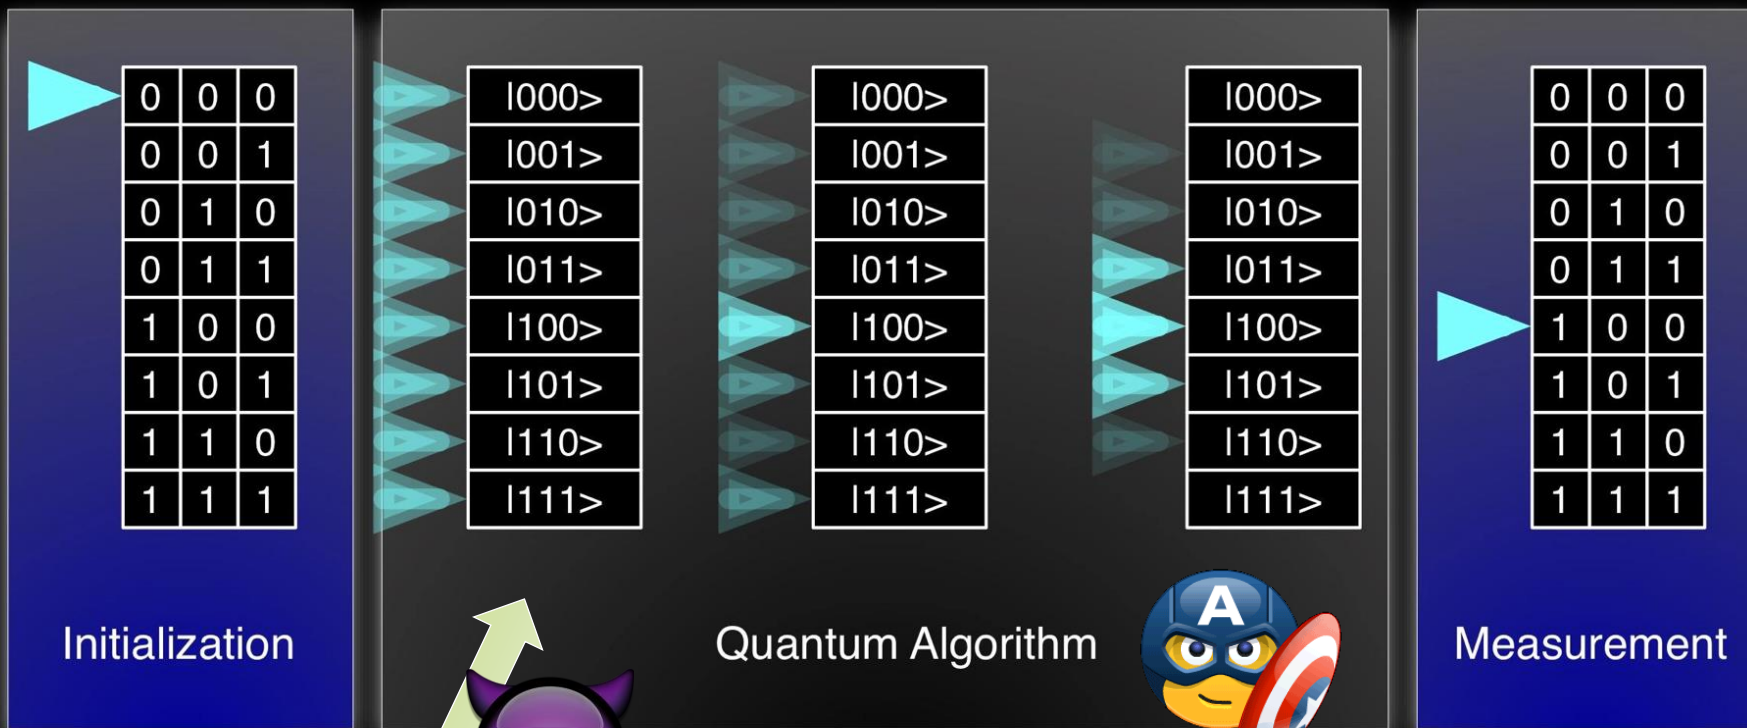 0 0 0 |000> |000> |000> 0 0 0
0 0 1 |001> |001> |001> 0 0 1
0 1 0 |010> |010> |010> 0 1 0
0 1 1 |011> |011> |011> 0 1 1
1 0 0 |100> |100> |100> 1 0 0
1 0 1 |101> |101> |101> 1 0 1
1 1 0 |110> |110> |110> 1 1 0
1 1 1 |111> |111> |111> 1 1 1
A
Initialization Quantum Algorithm Measurement